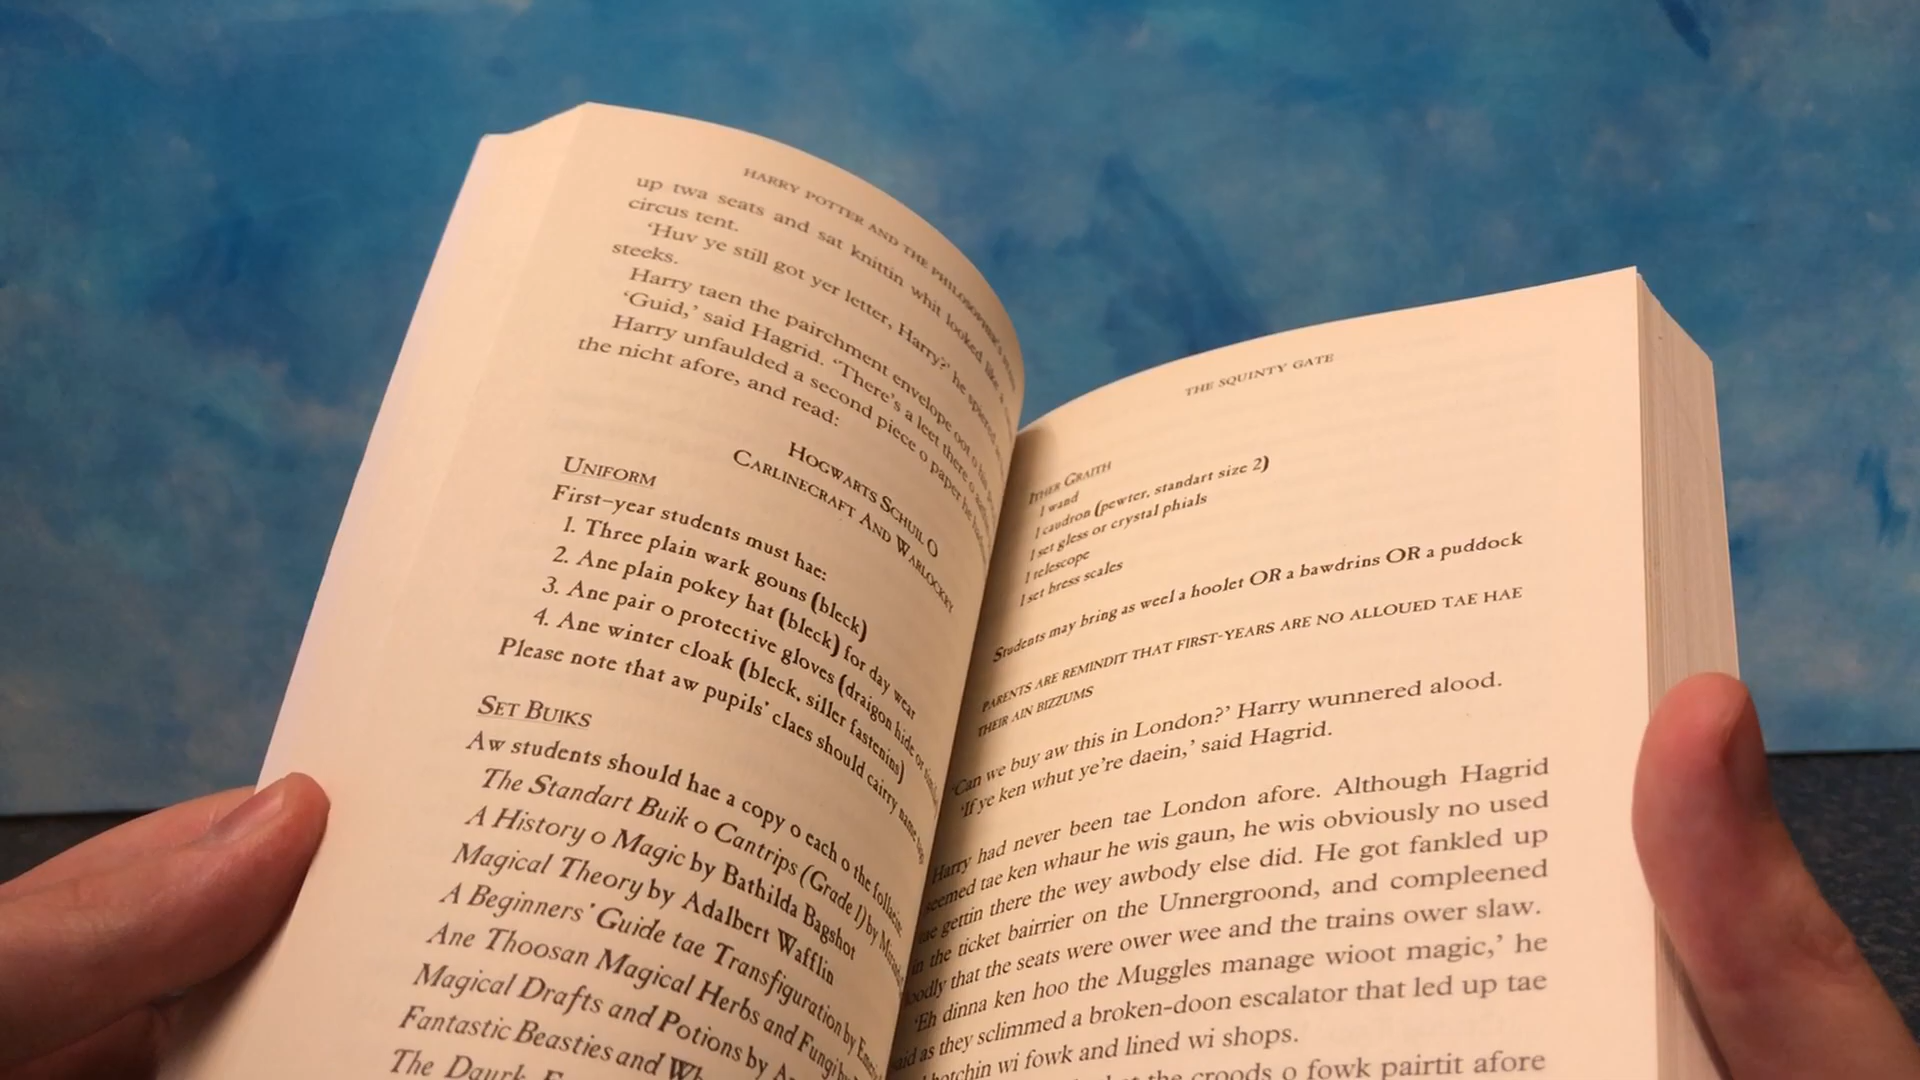 HARRY POTTER AND THE PHILOSOPHER'S STANE
up twa seats and sat knittin whit looked like a
circus tent.
‘Huv ye still got yer letter, Harry?’ he spiered
steeks.
Harry taen the pairchment envelope oot o his
‘Guid,’ said Hagrid. ‘There’s a leet there o
Harry unfaulded a second piece o paper he
the nicht afore, and read:
HOGWARTS SCHUIL O
CARLINECRAFT AND WARLOCKRY
UNIFORM
First-year students must hae:
1. Three plain wark gouns (bleck)
2. Ane plain pokey hat (bleck) for day wear
3. Ane pair o protective gloves (draigon hide or
4. Ane winter cloak (bleck, siller fastenins)
Please note that aw pupils’ claes should cairry name
SET BUIKS
Aw students should hae a copy o each o the follaein:
The Standart Buik o Cantrips (Grade 1) by
A History o Magic by Bathilda Bagshot
Magical Theory by Adalbert Wafflin
A Beginners’ Guide tae Transfiguration by
Ane Thoosan Magical Herbs and Fungi by
Magical Drafts and Potions by
Fantastic Beasties and
The Daurk
THE SQUINTY GATE
ITHER GRAITH
1 wand
1 caudron (pewter, standart size 2)
1 set gless or crystal phials
1 telescope
1 set bress scales
Students may bring as weel a hoolet OR a bawdrins OR a puddock
PARENTS ARE REMINDIT THAT FIRST-YEARS ARE NO ALLOUED TAE HAE
THEIR AIN BIZZUMS
‘Can we buy aw this in London?’ Harry wunnered alood.
‘If ye ken whut ye’re daein,’ said Hagrid.
Harry had never been tae London afore. Although Hagrid
seemed tae ken whaur he wis gaun, he wis obviously no used
tae gettin there the wey awbody else did. He got fankled up
in the ticket bairrier on the Unnergroond, and compleened
loodly that the seats were ower wee and the trains ower slaw.
‘Eh dinna ken hoo the Muggles manage wioot magic,’ he
said as they sclimmed a broken-doon escalator that led up tae
hotchin wi fowk and lined wi shops.
the croods o fowk pairtit afore